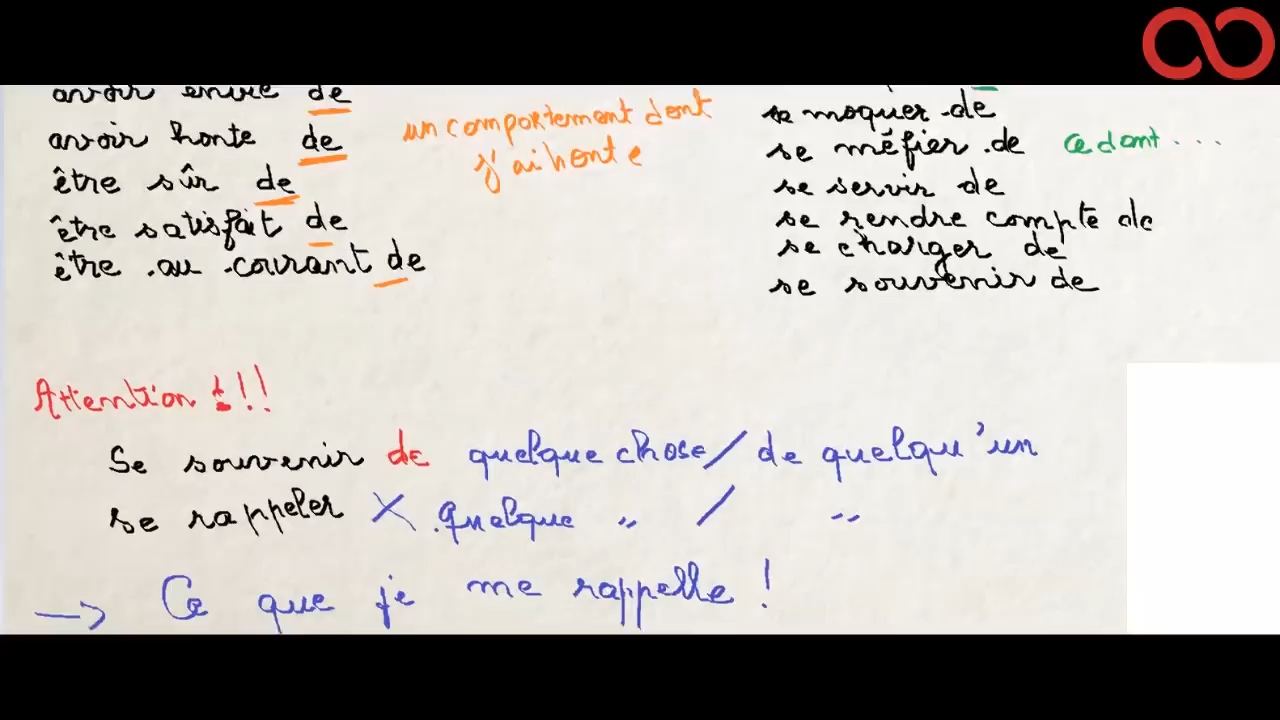 avoir envie de
avoir honte de
être sûr de
être satisfait de
être au courant de
un comportement dont
j'ai honte
se moquer de
se méfier de ce dont ...
se servir de
se rendre compte de
se charger de
se souvenir de
Attention !!!
Se souvenir de quelque chose / de quelqu'un
se rappeler X quelque " / "
→ Ce que je me rappelle !